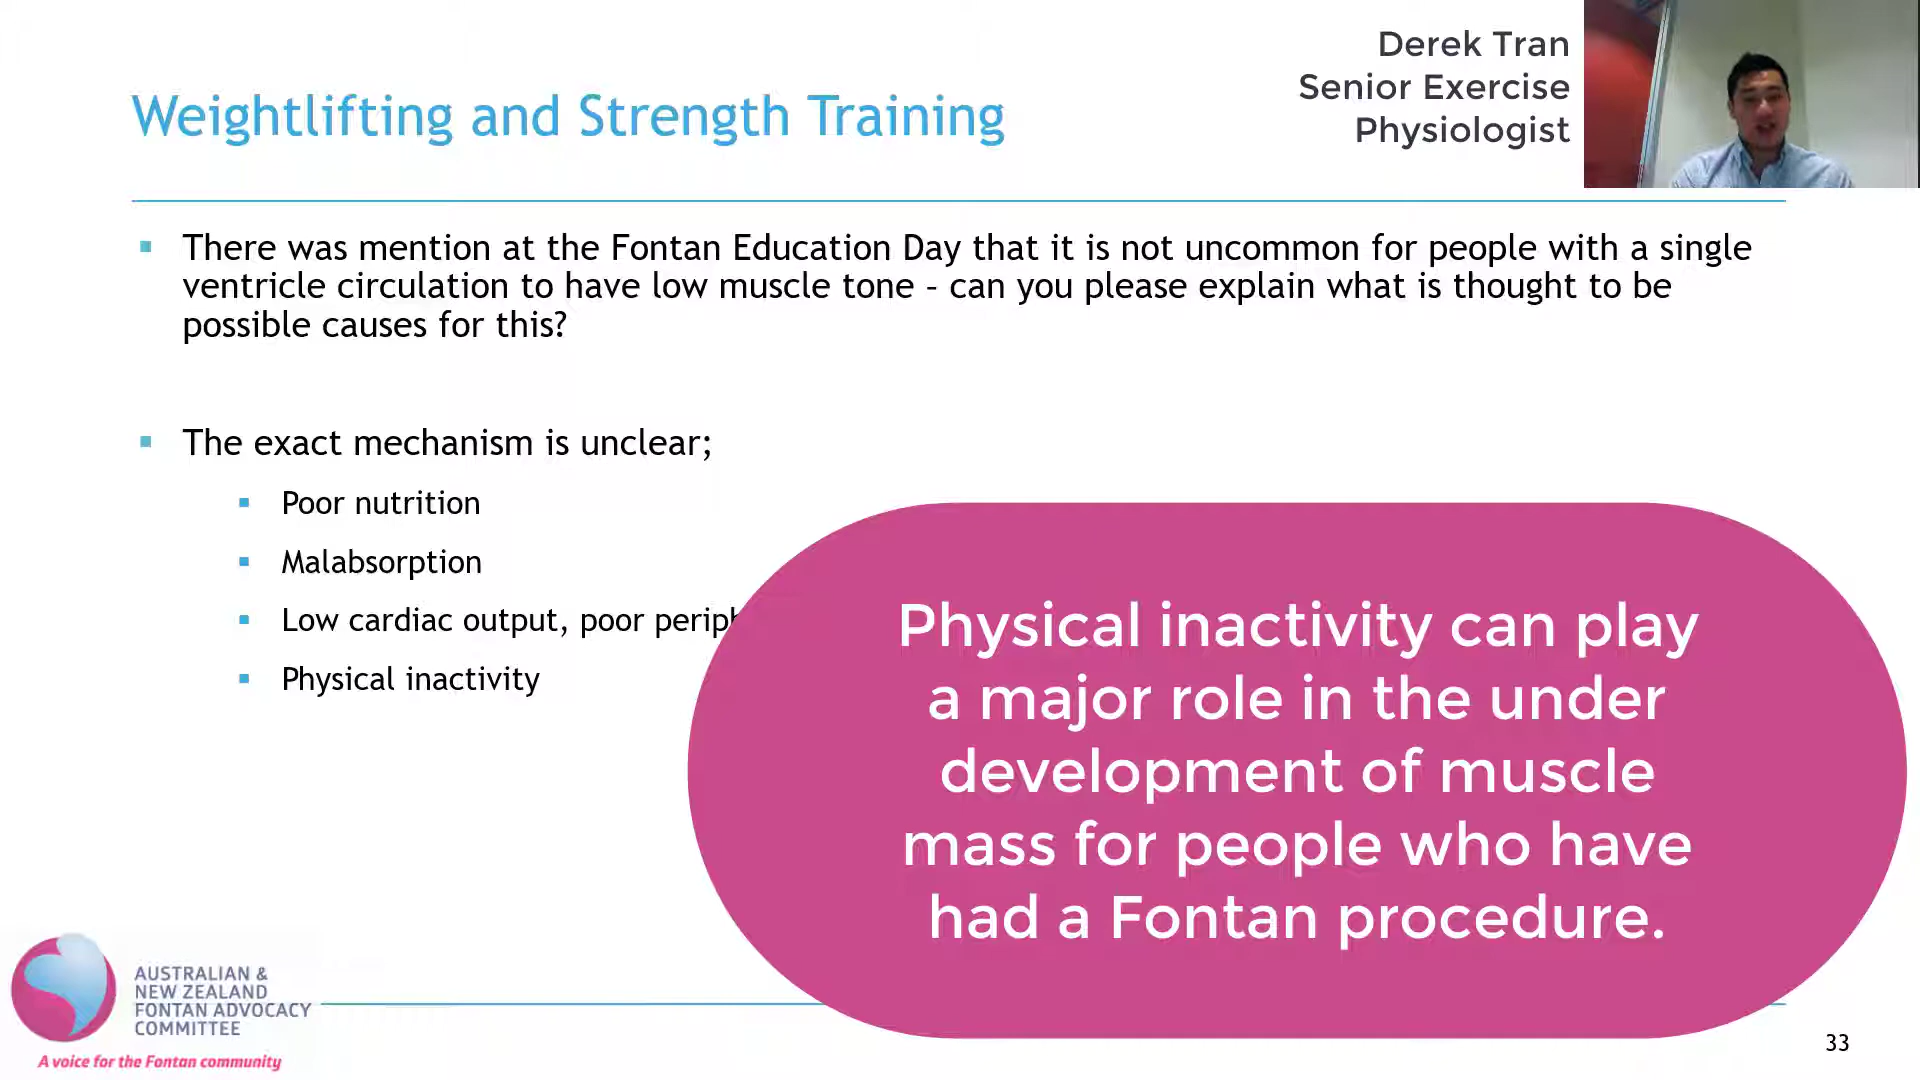 Derek Tran
Senior Exercise
Physiologist
Weightlifting and Strength Training
There was mention at the Fontan Education Day that it is not uncommon for people with a single
ventricle circulation to have low muscle tone – can you please explain what is thought to be
possible causes for this?
The exact mechanism is unclear;
Poor nutrition
Malabsorption
Low cardiac output, poor
Physical inactivity
Physical inactivity can play
a major role in the under
development of muscle
mass for people who have
had a Fontan procedure.
AUSTRALIAN &
NEW ZEALAND
FONTAN ADVOCACY
COMMITTEE
A voice for the Fontan community
33